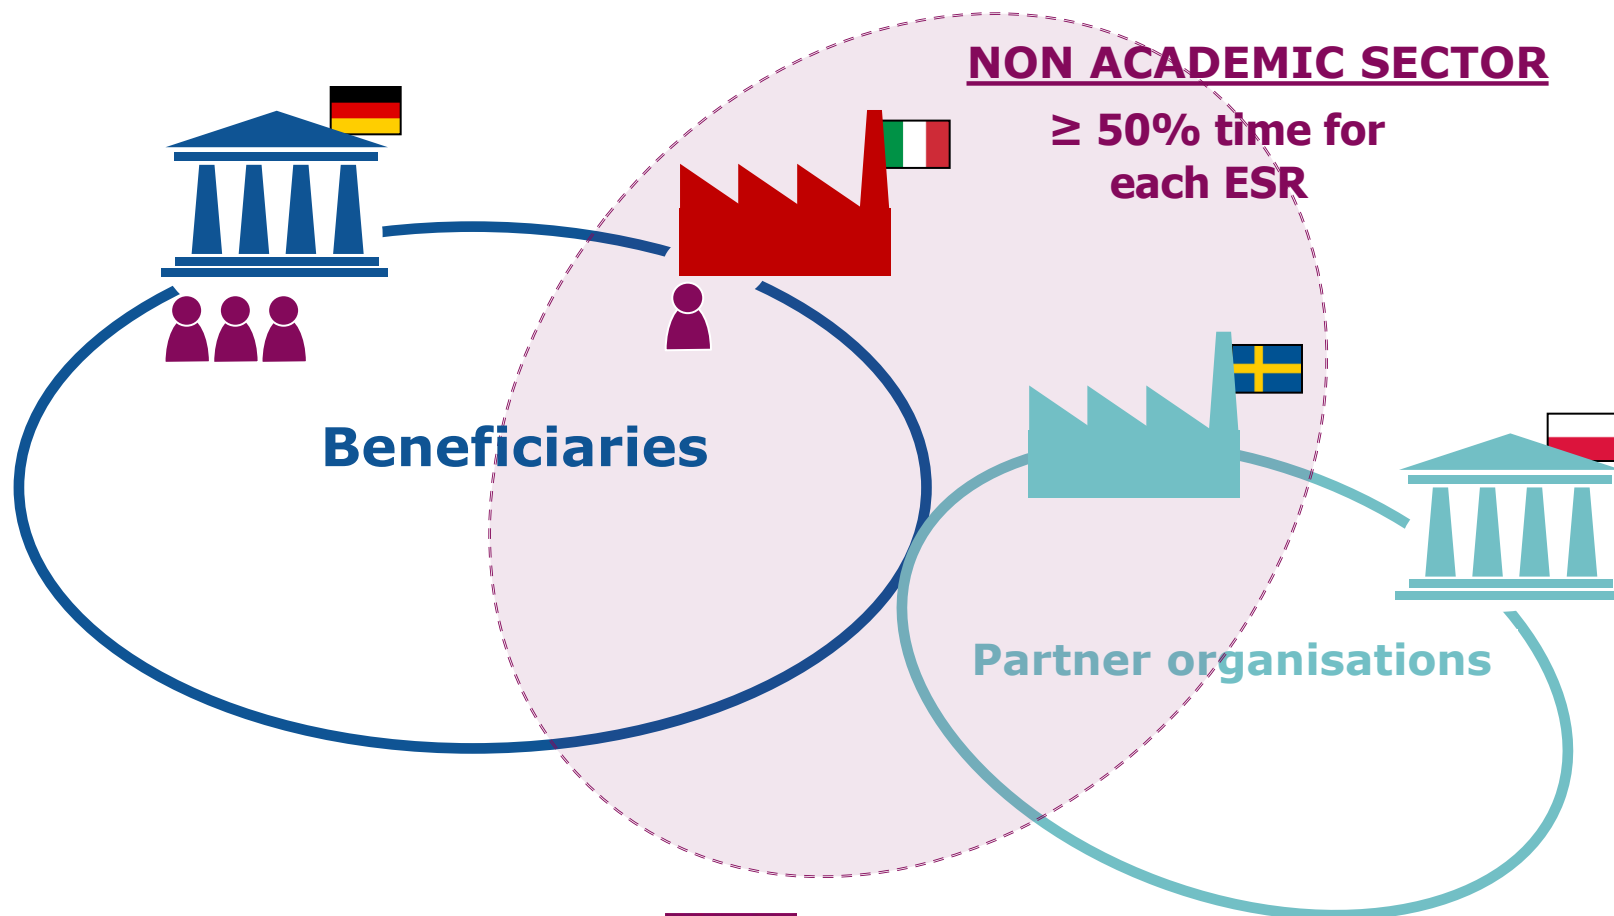 NON ACADEMIC SECTOR
≥ 50% time for
each ESR
Beneficiaries
Partner organisations